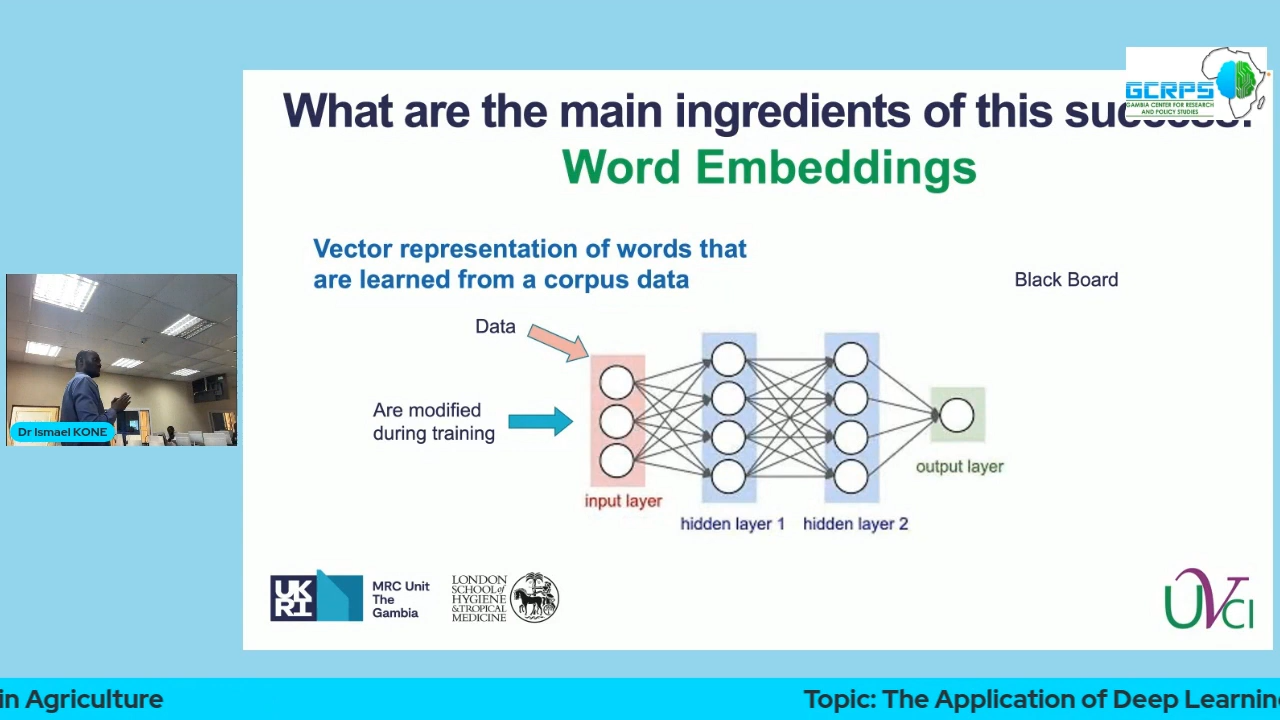 What are the main ingredients of this success?
GCRPS
GAMBIA CENTER FOR RESEARCH
AND POLICY STUDIES
Word Embeddings
Vector representation of words that
are learned from a corpus data
Black Board
Data
Are modified
during training
input layer
hidden layer 1
hidden layer 2
output layer
Dr Ismael KONE
UK
RI
MRC Unit
The
Gambia
LONDON
SCHOOL of
HYGIENE
& TROPICAL
MEDICINE
UVCI
in Agriculture
Topic: The Application of Deep Learning